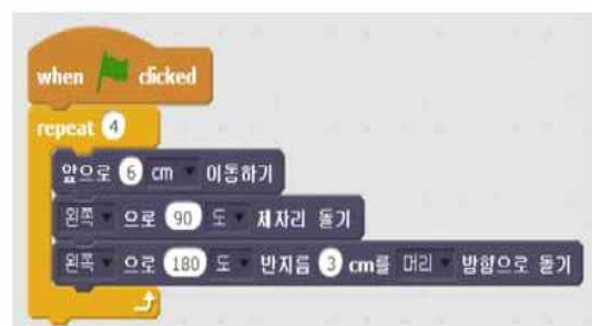 when clicked
repeat 4
앞으로 6 cm 이동하기
왼쪽 으로 90 도 제자리 돌기
왼쪽 으로 180 도 반지름 3 cm를 머리 방향으로 돌기